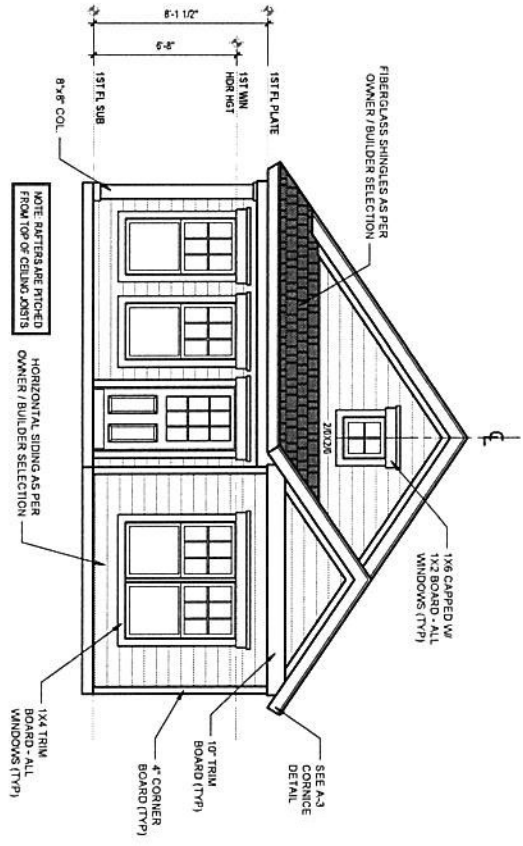 8'-1 1/2"
6'-8"
1ST FL PLATE
1ST WIN
HDR HGT
1ST FL SUB
8"x8" COL.
NOTE: RAFTERS ARE PITCHED
FROM TOP OF CEILING JOISTS
FIBERGLASS SHINGLES AS PER
OWNER / BUILDER SELECTION
HORIZONTAL SIDING AS PER
OWNER / BUILDER SELECTION
2/0X2/0
1X6 CAPPED W/
1X2 BOARD - ALL
WINDOWS (TYP)
SEE A-3
CORNICE
DETAIL
10" TRIM
BOARD (TYP)
4" CORNER
BOARD (TYP)
1X4 TRIM
BOARD - ALL
WINDOWS (TYP)